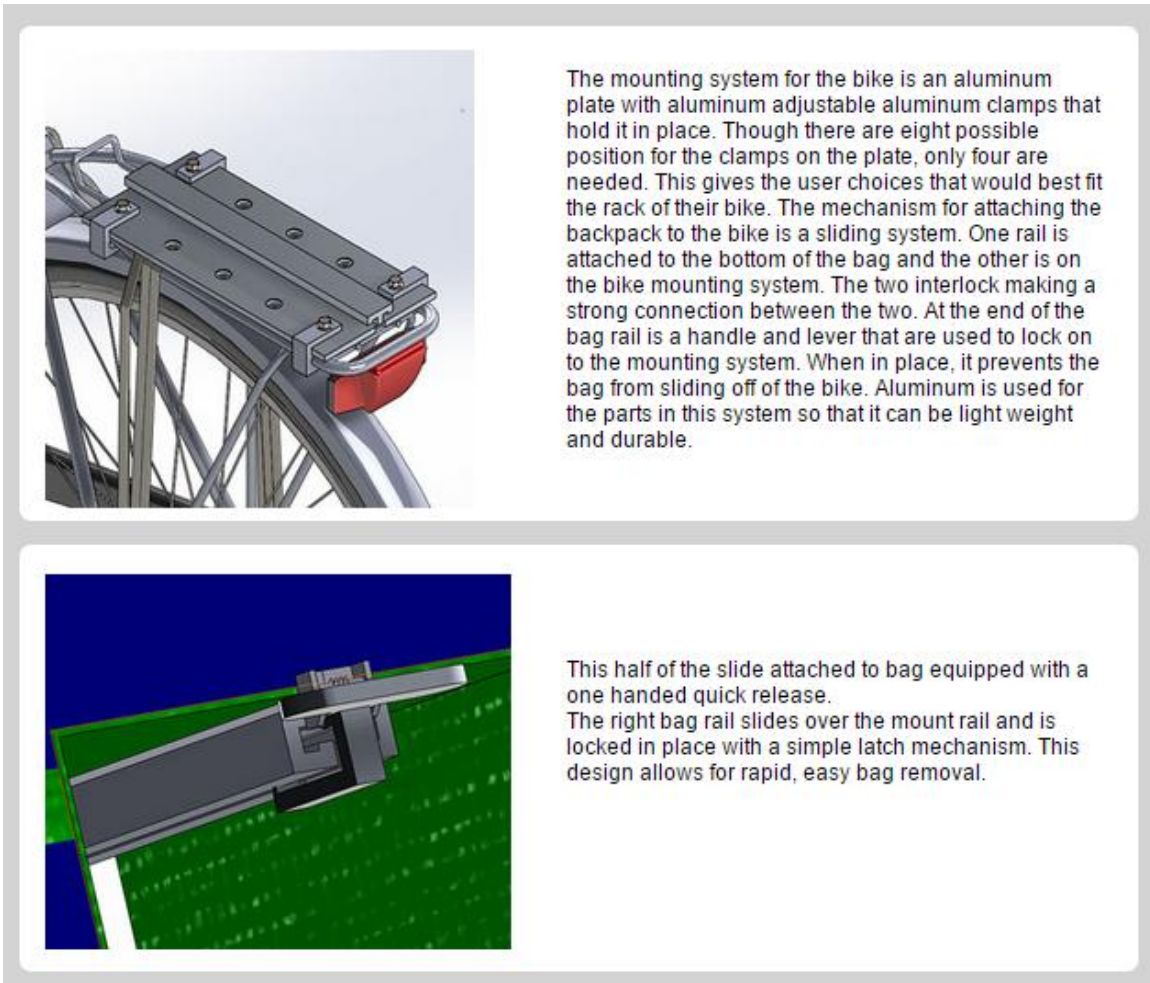 The mounting system for the bike is an aluminum
plate with aluminum adjustable aluminum clamps that
hold it in place. Though there are eight possible
position for the clamps on the plate, only four are
needed. This gives the user choices that would best fit
the rack of their bike. The mechanism for attaching the
backpack to the bike is a sliding system. One rail is
attached to the bottom of the bag and the other is on
the bike mounting system. The two interlock making a
strong connection between the two. At the end of the
bag rail is a handle and lever that are used to lock on
to the mounting system. When in place, it prevents the
bag from sliding off of the bike. Aluminum is used for
the parts in this system so that it can be light weight
and durable.
This half of the slide attached to bag equipped with a
one handed quick release.
The right bag rail slides over the mount rail and is
locked in place with a simple latch mechanism. This
design allows for rapid, easy bag removal.